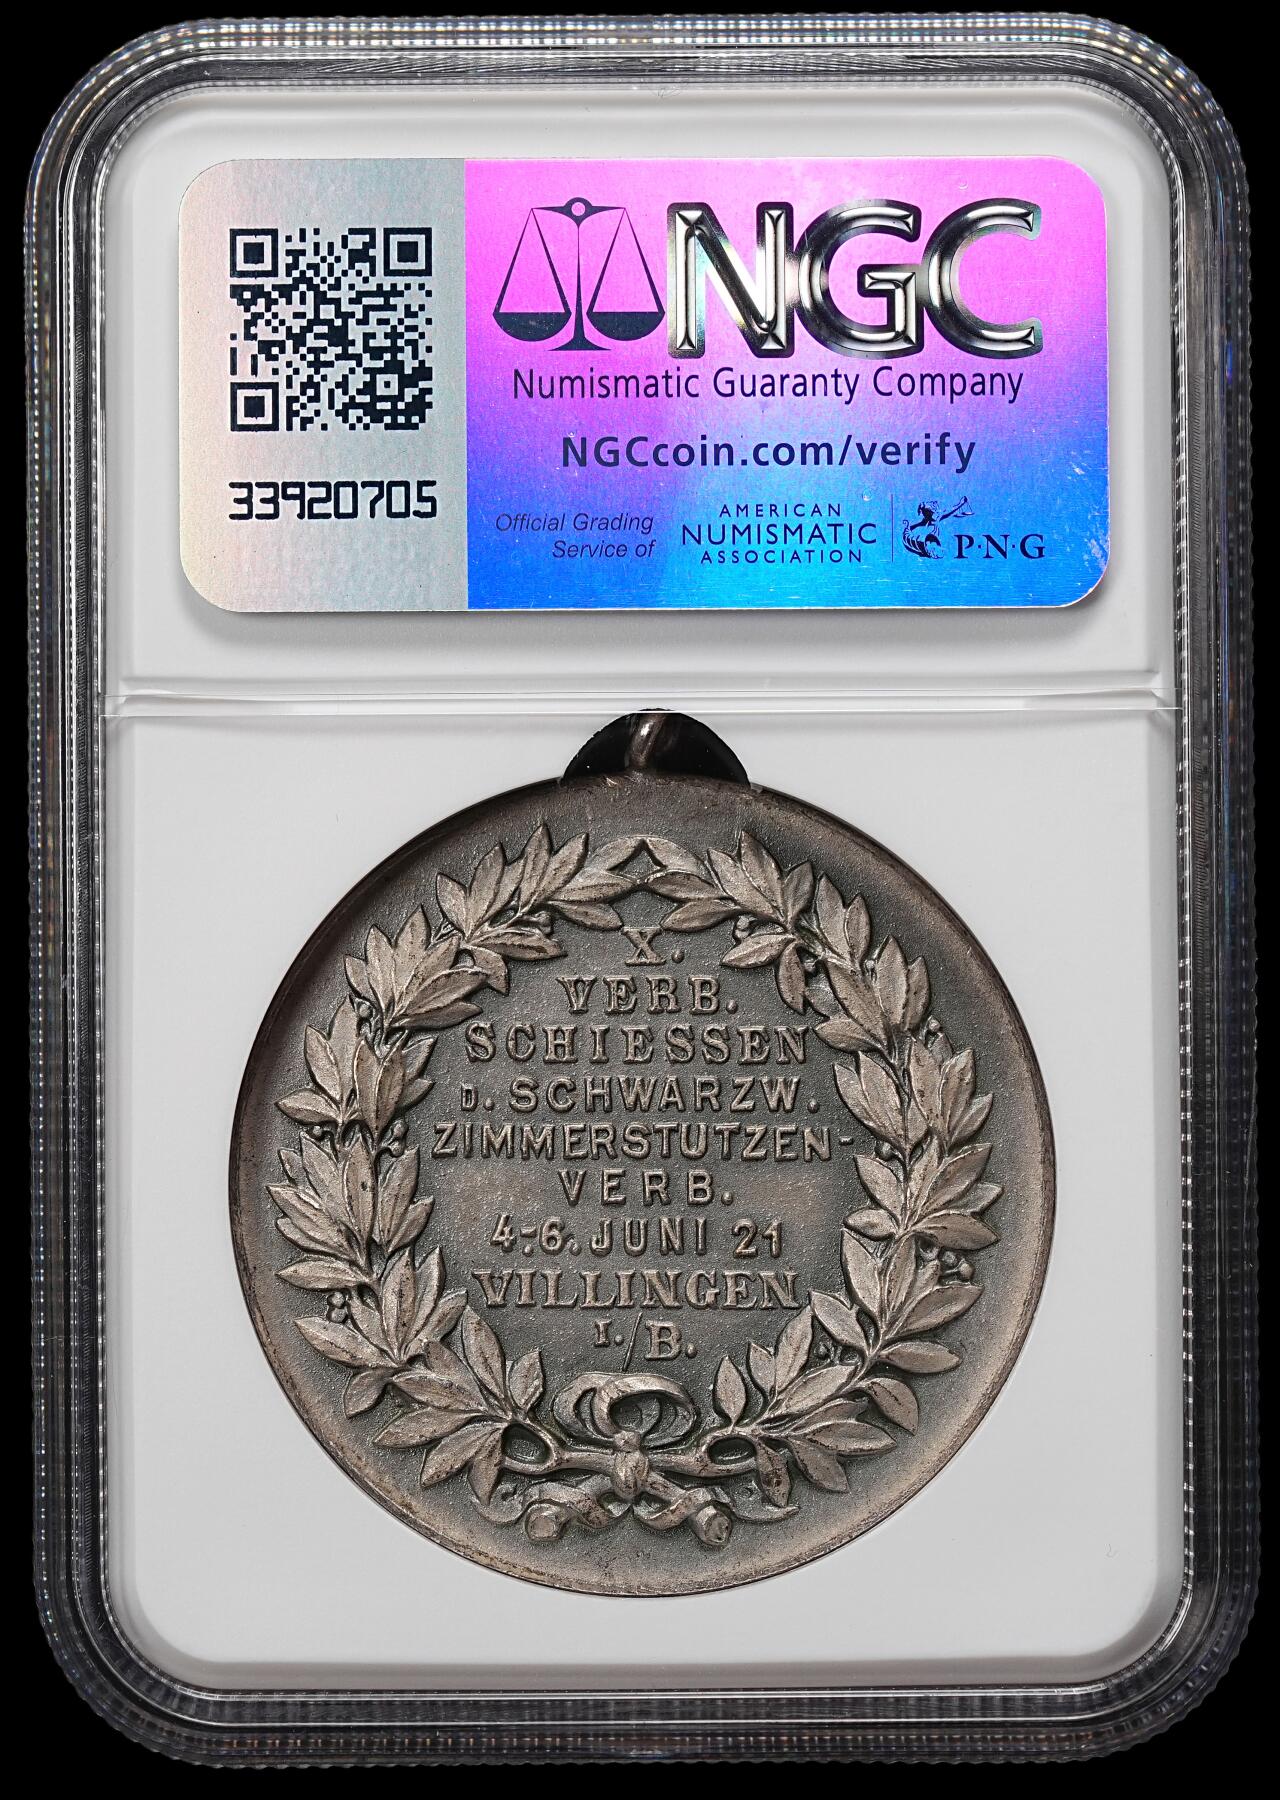 NGC
Numismatic Guaranty Company
NGCcoin.com/verify
33920705
Official Grading
Service of
AMERICAN
NUMISMATIC
ASSOCIATION
P·N·G
X.
VERB.
SCHIESSEN
D. SCHWARZW.
ZIMMERSTUTZEN-
VERB.
4.-6. JUNI 21
VILLINGEN
I./B.